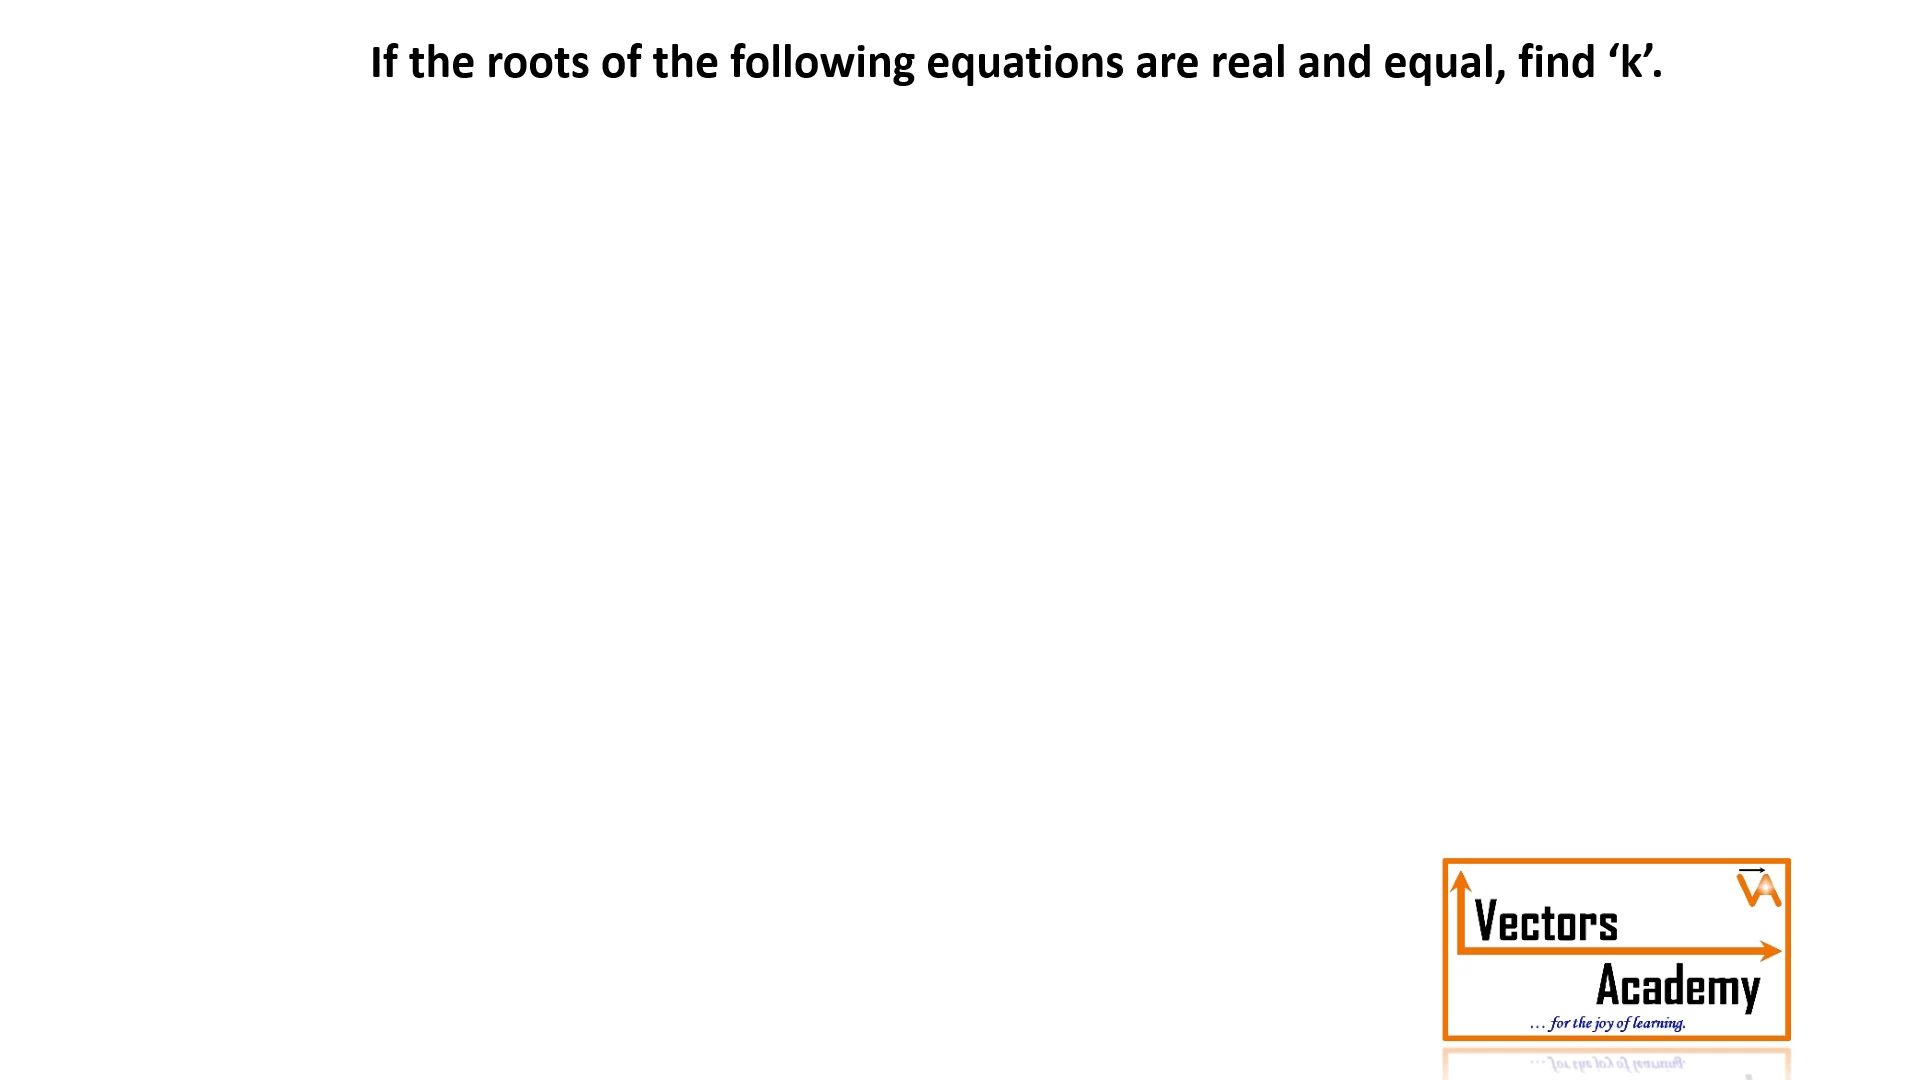 If the roots of the following equations are real and equal, find ‘k’.
VA
Vectors
Academy
... for the joy of learning.